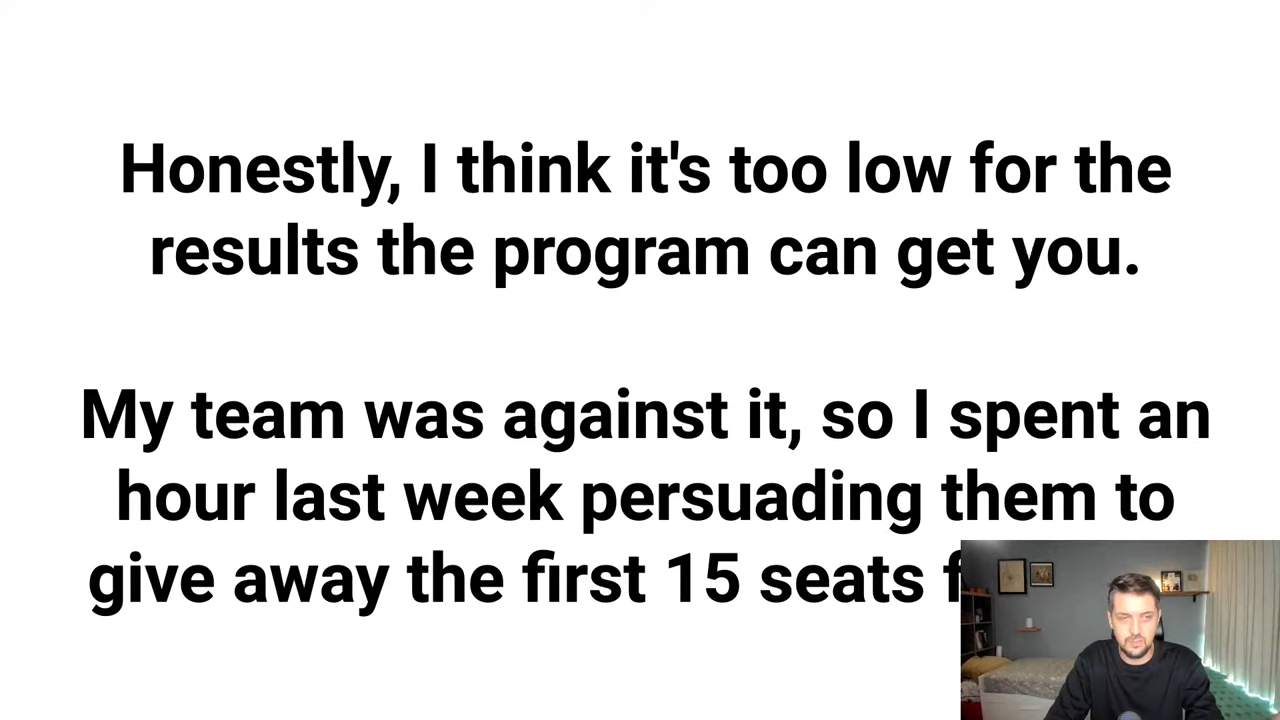 Honestly, I think it's too low for the
results the program can get you.
My team was against it, so I spent an
hour last week persuading them to
give away the first 15 seats